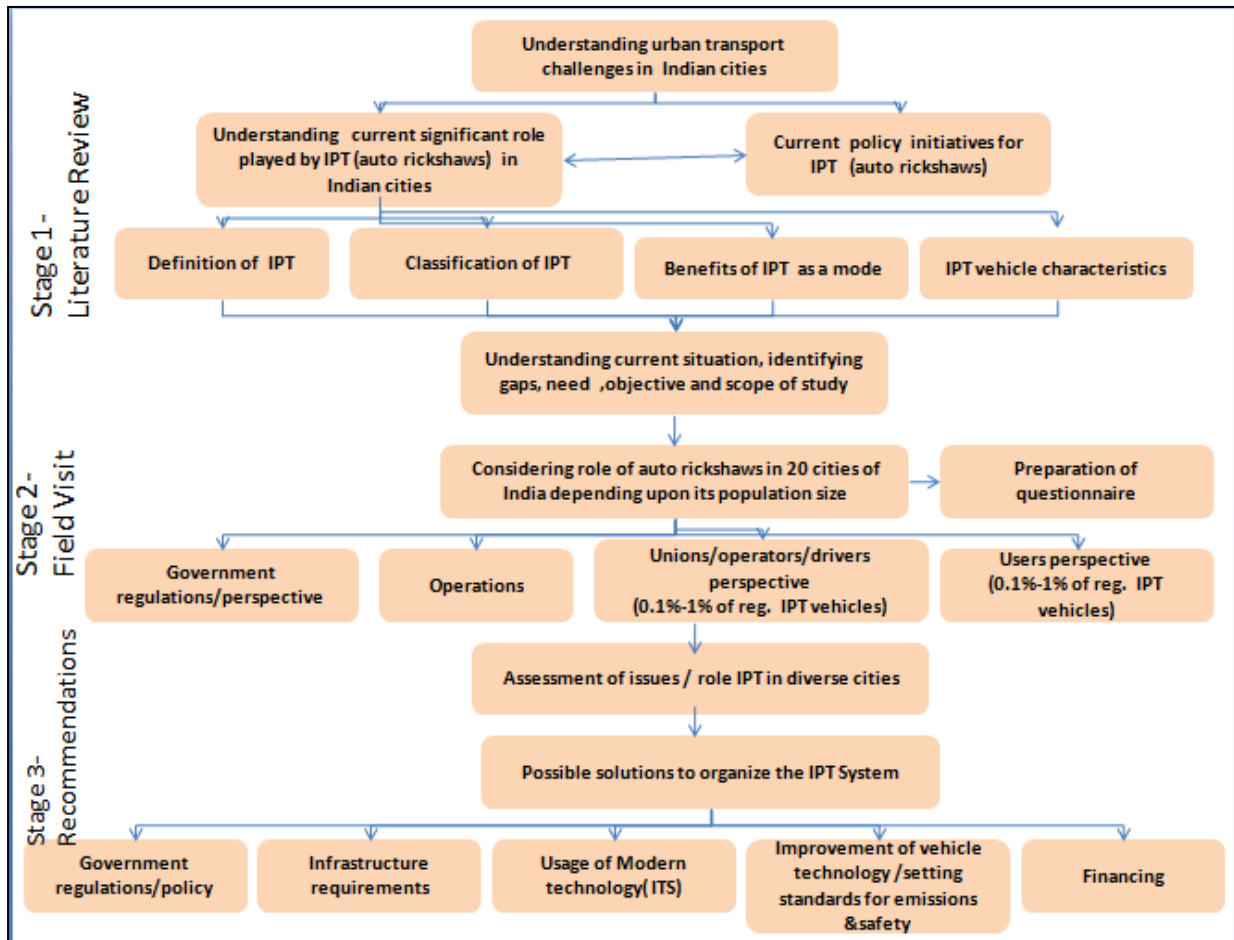 Understanding urban transport
challenges in Indian cities
Stage 1-
Literature Review
Understanding current significant role
played by IPT (auto rickshaws) in
Indian cities
Current policy initiatives for
IPT (auto rickshaws)
Definition of IPT
Classification of IPT
Benefits of IPT as a mode
IPT vehicle characteristics
Understanding current situation, identifying
gaps, need ,objective and scope of study
Stage 2-
Field Visit
Considering role of auto rickshaws in 20 cities of
India depending upon its population size
Preparation of
questionnaire
Government
regulations/perspective
Operations
Unions/operators/drivers
perspective
(0.1%-1% of reg. IPT vehicles)
Users perspective
(0.1%-1% of reg. IPT
vehicles)
Stage 3-
Recommendations
Assessment of issues / role IPT in diverse cities
Possible solutions to organize the IPT System
Government
regulations/policy
Infrastructure
requirements
Usage of Modern
technology( ITS)
Improvement of vehicle
technology /setting
standards for emissions
&safety
Financing